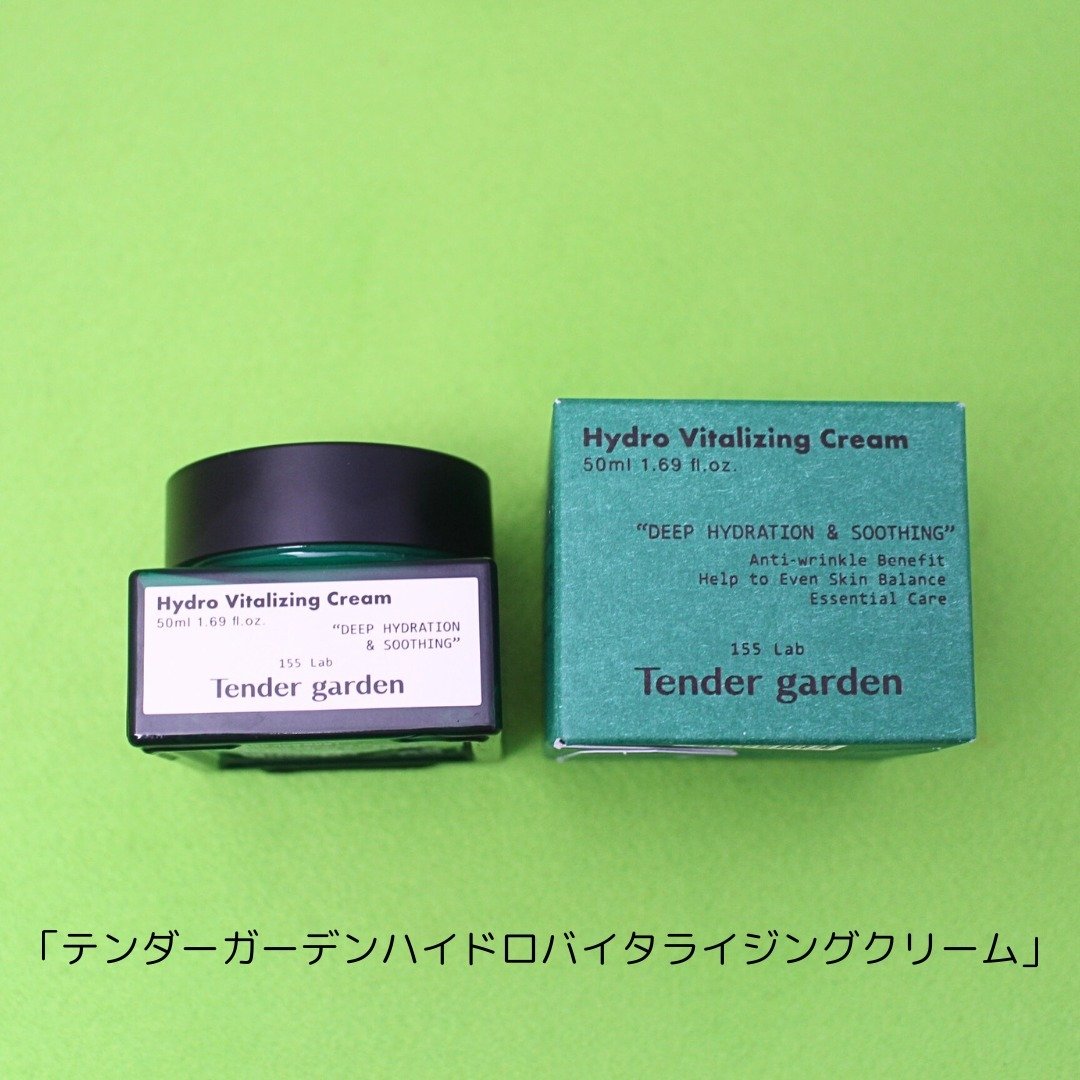 Hydro Vitalizing Cream
50ml 1.69 fl.oz.
“DEEP HYDRATION
& SOOTHING”
155 Lab
Tender garden
Hydro Vitalizing Cream
50ml 1.69 fl.oz.
“DEEP HYDRATION & SOOTHING”
Anti-wrinkle Benefit
Help to Even Skin Balance
Essential Care
155 Lab
Tender garden
「テンダーガーデンハイドロバイタライジングクリーム」